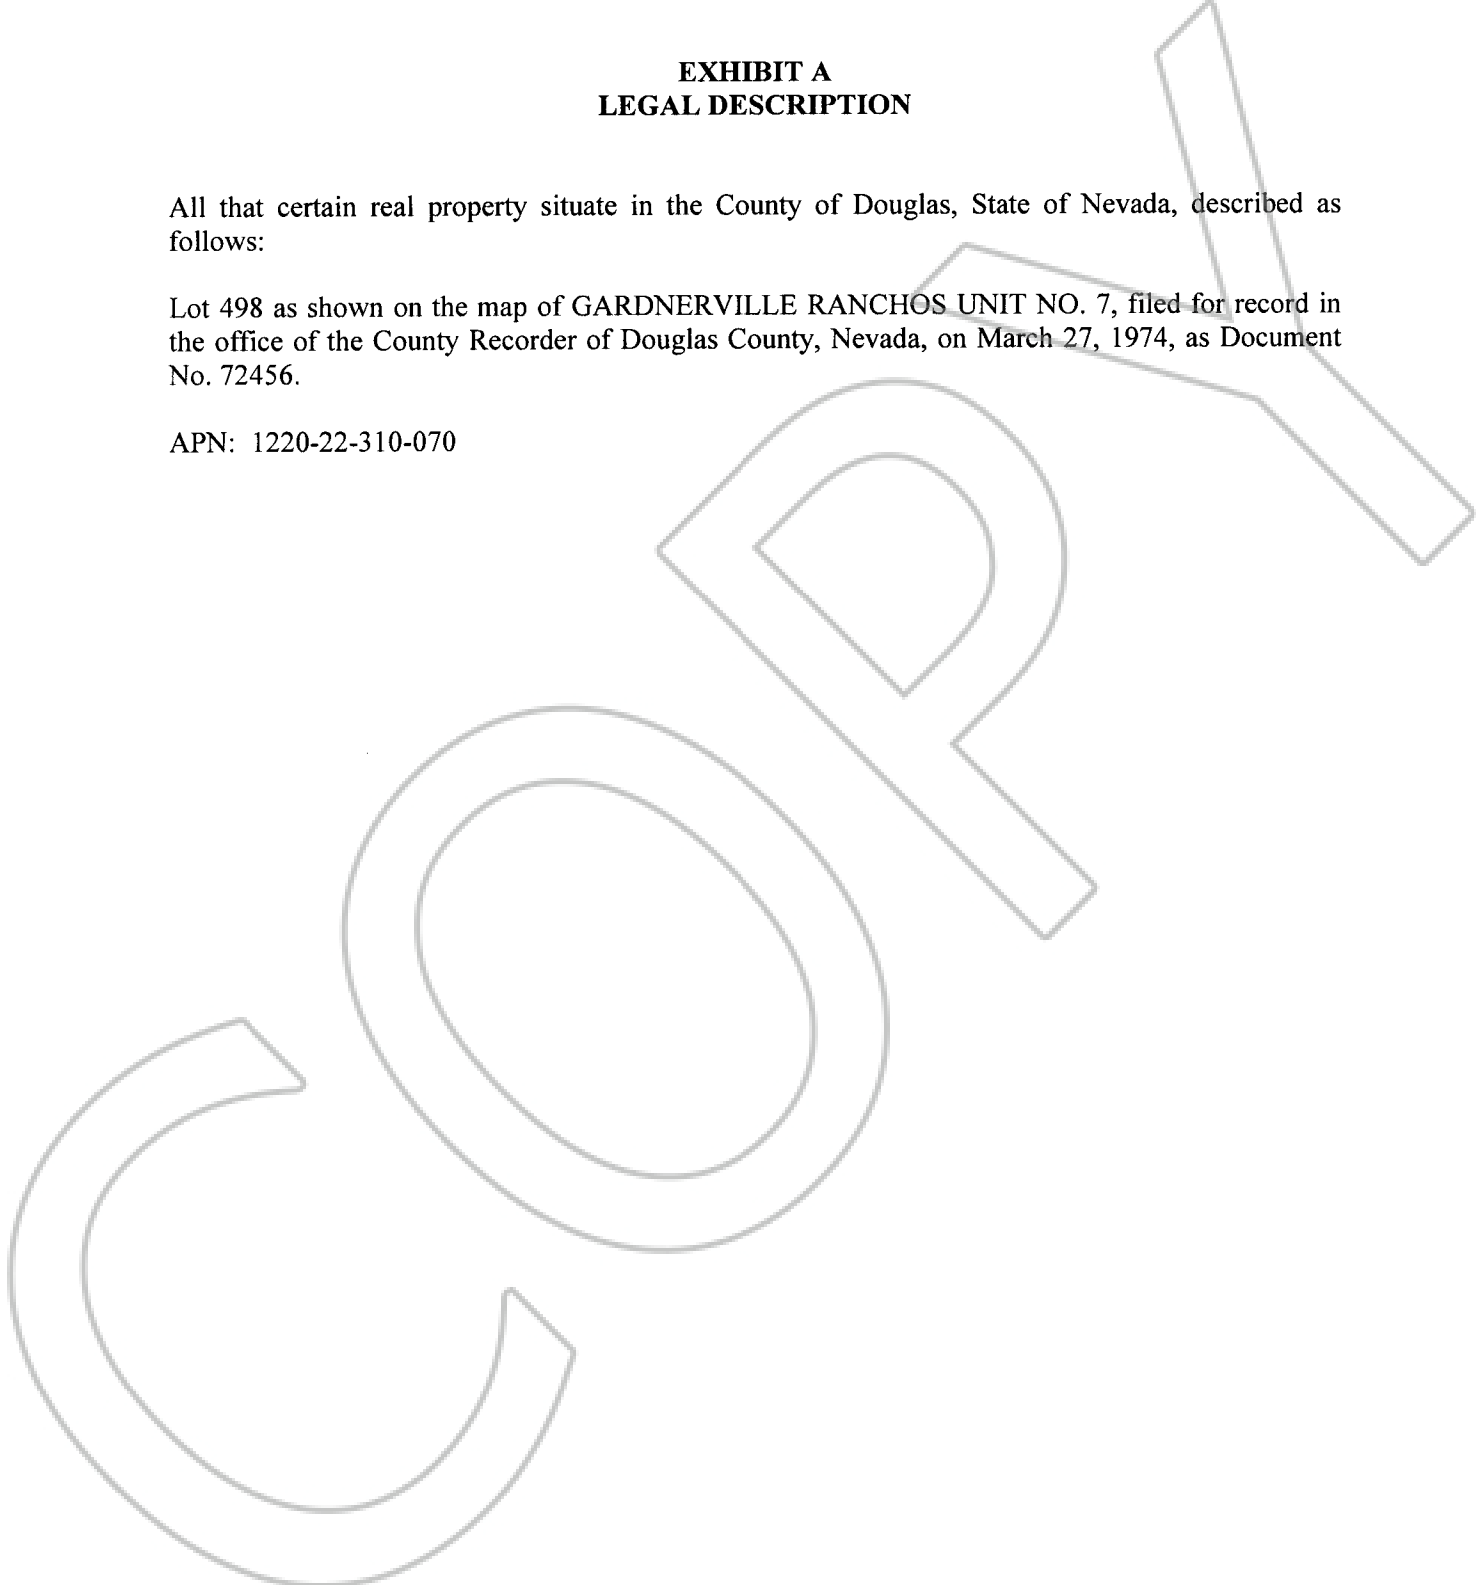 EXHIBIT A
LEGAL DESCRIPTION
All that certain real property situate in the County of Douglas, State of Nevada, described as
follows:
Lot 498 as shown on the map of GARDNERVILLE RANCHOS UNIT NO. 7, filed for record in
the office of the County Recorder of Douglas County, Nevada, on March 27, 1974, as Document
No. 72456.
APN: 1220-22-310-070
COPY